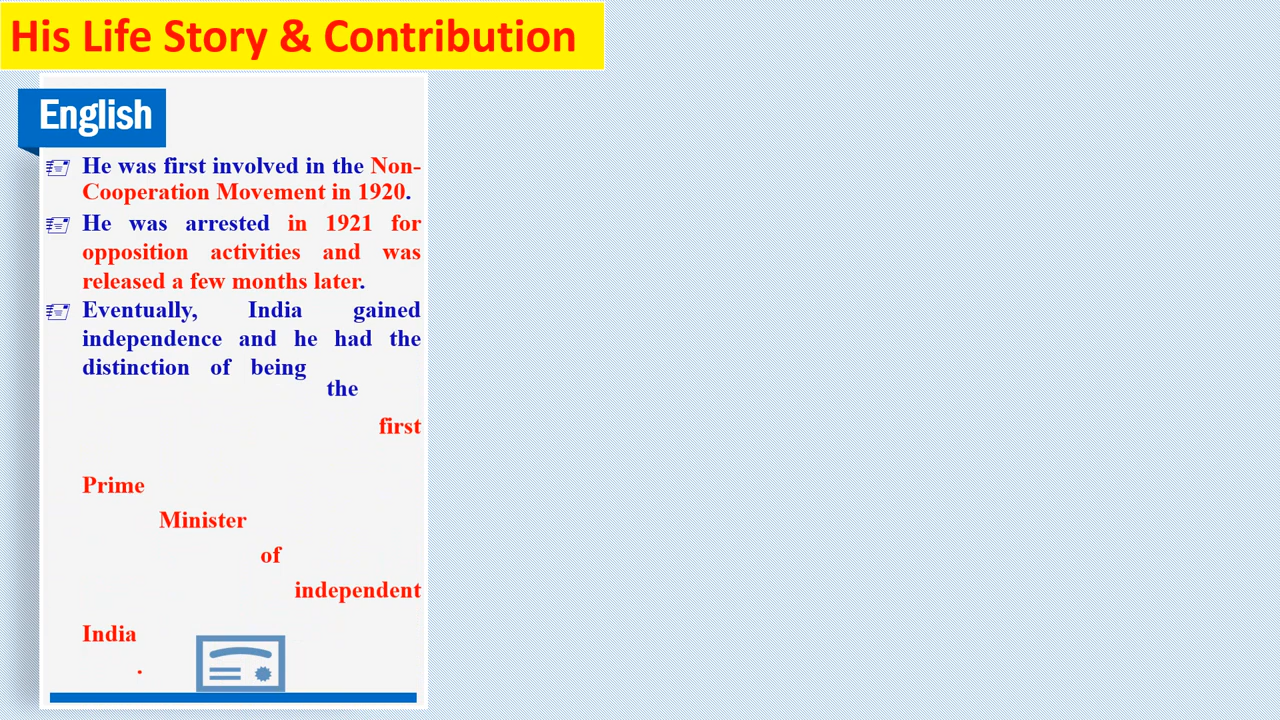 His Life Story & Contribution
English
He was first involved in the Non-
Cooperation Movement in 1920.
He was arrested in 1921 for
opposition activities and was
released a few months later.
Eventually, India gained
independence and he had the
distinction of being
the
first
Prime
Minister
of
independent
India
.